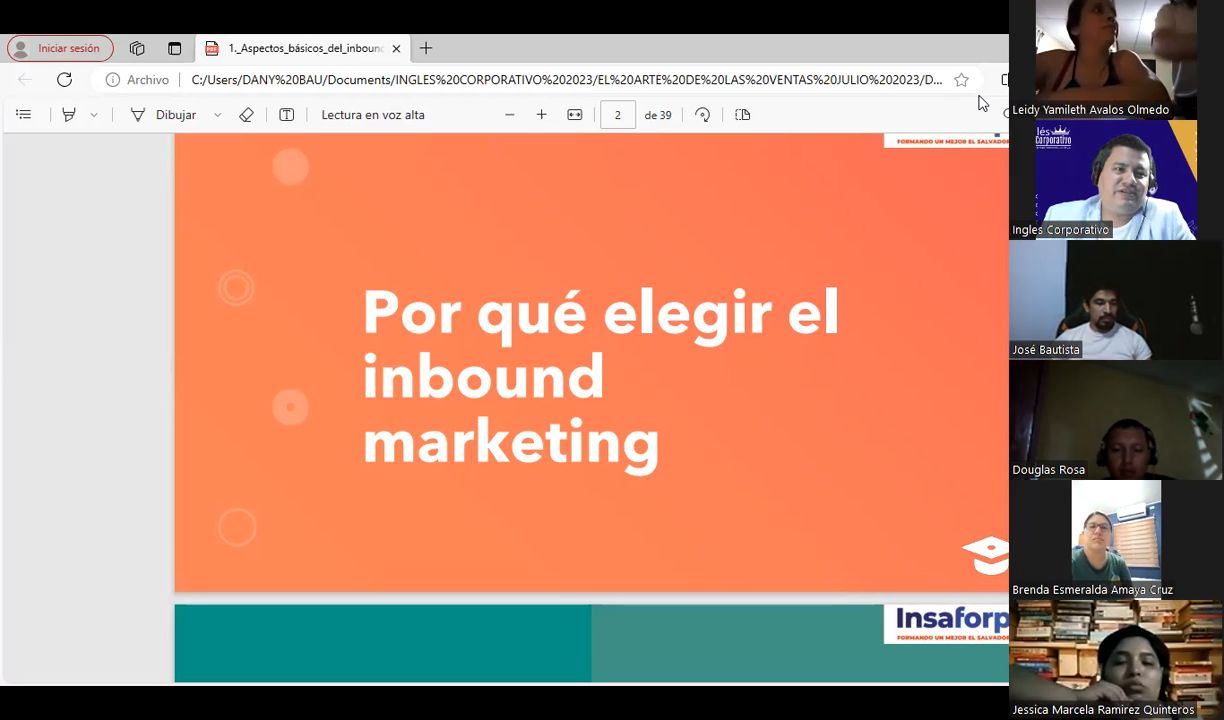 Iniciar sesión
1._Aspectos_básicos_del_inbound
Archivo
C:/Users/DANY%20BAU/Documents/INGLES%20CORPORATIVO%202023/EL%20ARTE%20DE%20LAS%20VENTAS%20JULIO%202023/D...
Dibujar
Lectura en voz alta
2
de 39
FORMANDO UN MEJOR EL SALVADOR
Por qué elegir el
inbound
marketing
Insaforp
FORMANDO UN MEJOR EL SALVADOR
Leidy Yamileth Avalos Olmedo
lés
Corporativo
Ingles Corporativo
José Bautista
Douglas Rosa
Brenda Esmeralda Amaya Cruz
Jessica Marcela Ramirez Quinteros